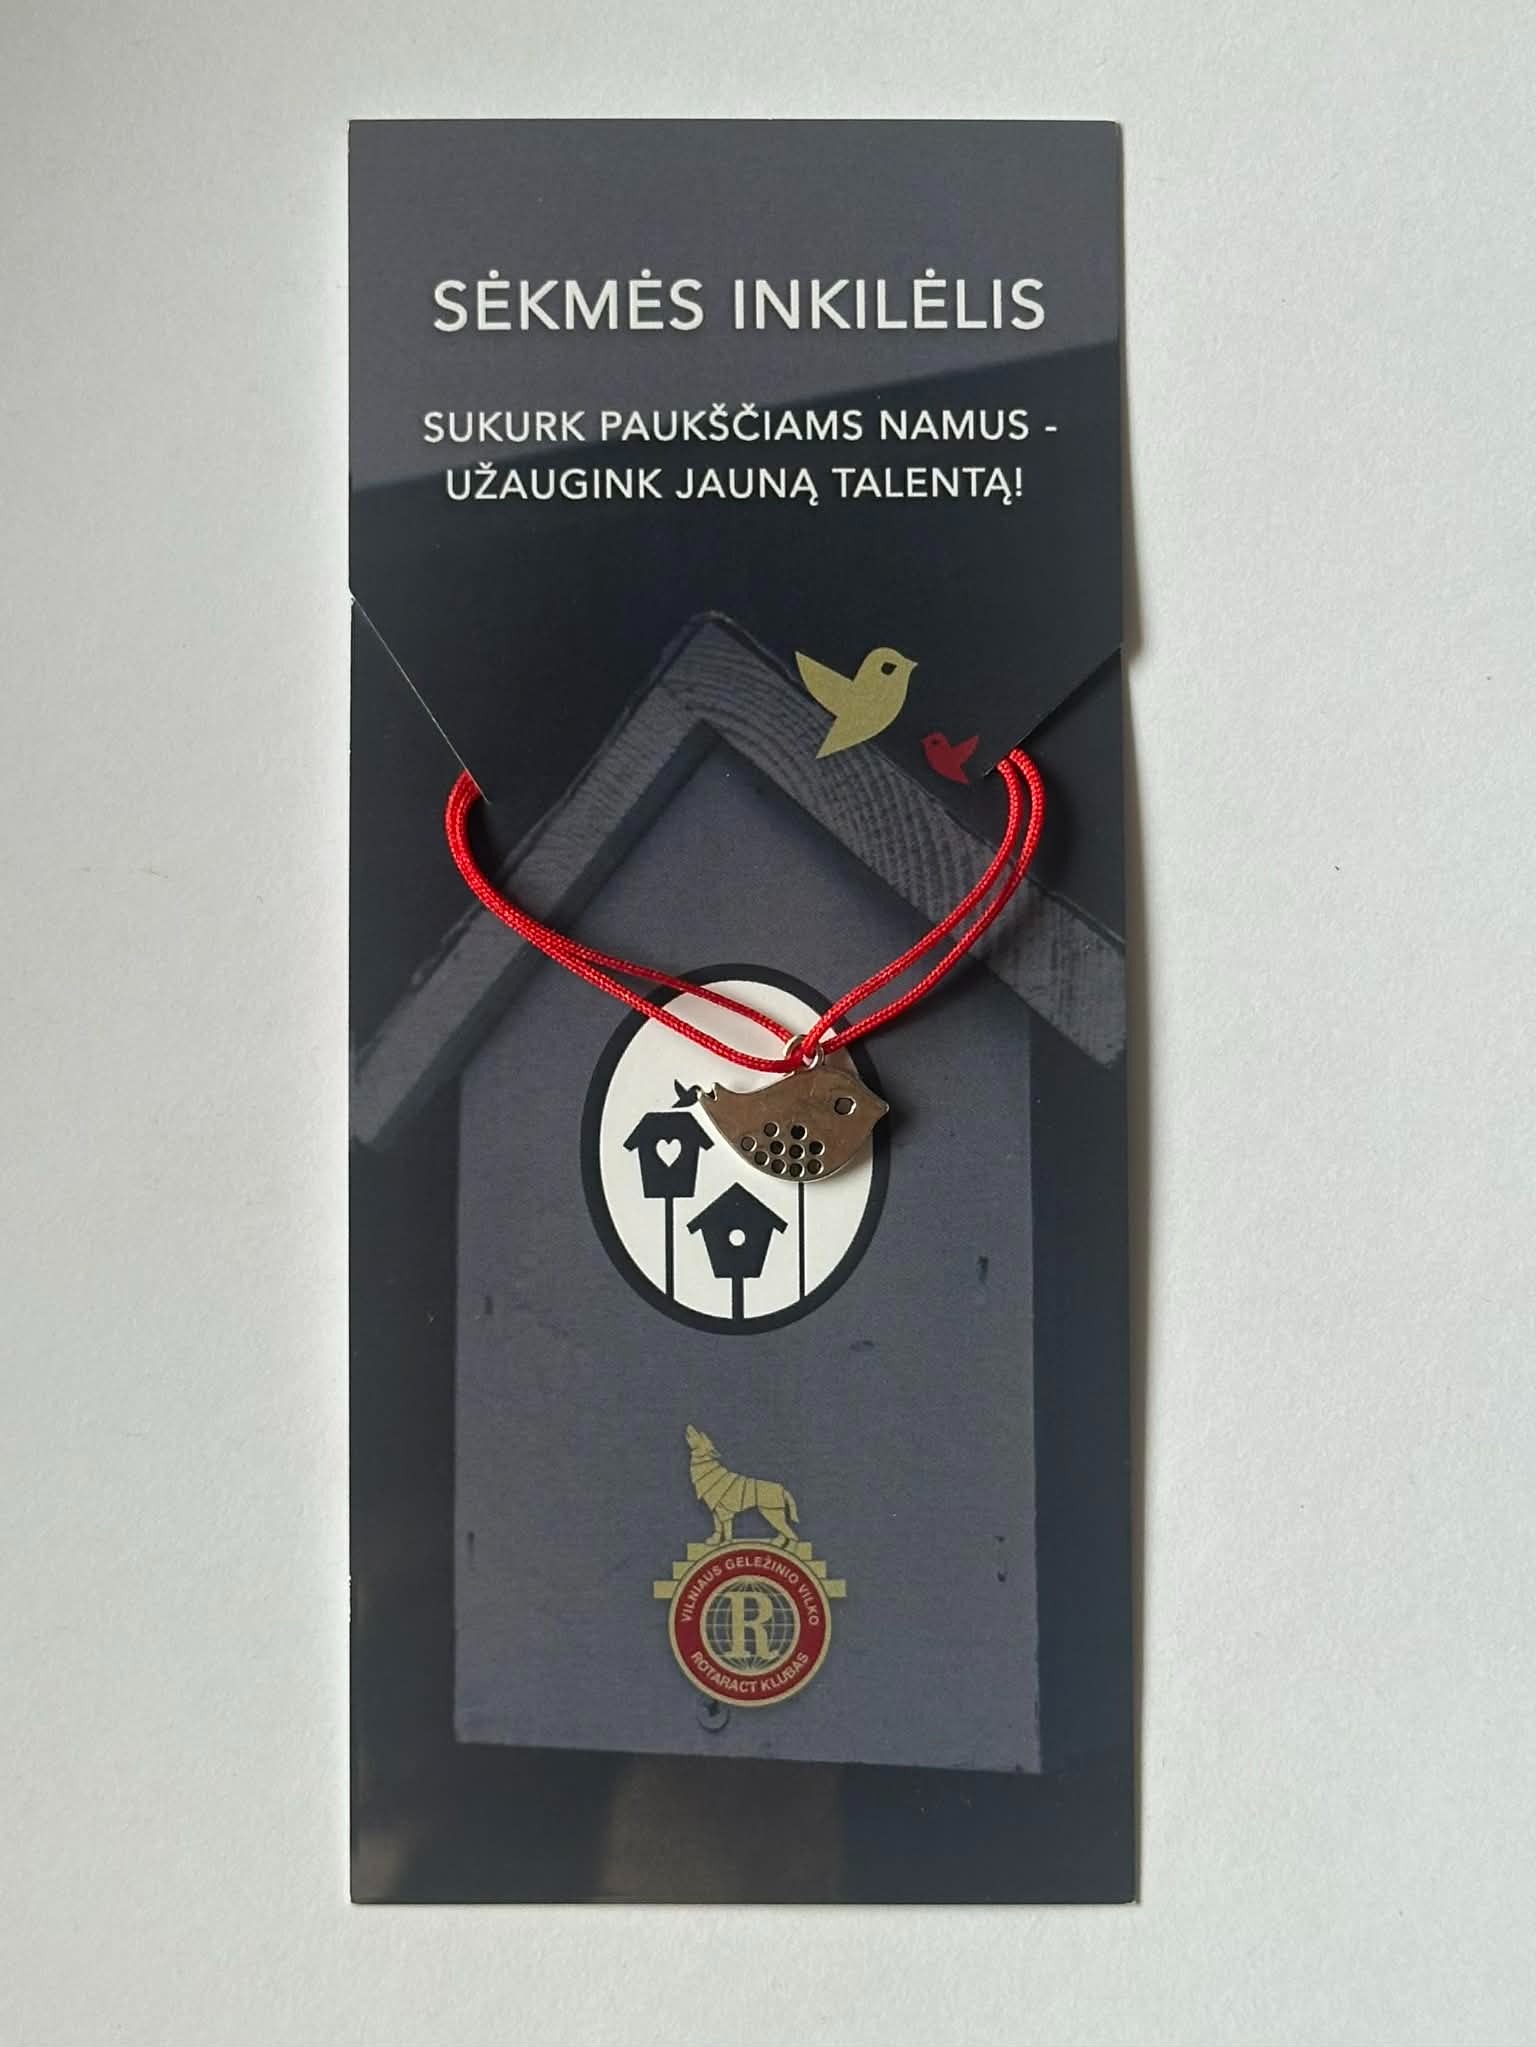 SĖKMĖS INKILĖLIS
SUKURK PAUKŠČIAMS NAMUS -
UŽAUGINK JAUNĄ TALENTĄ!
VILNIAUS GELEŽINIO VILKO
R
ROTARACT KLUBAS